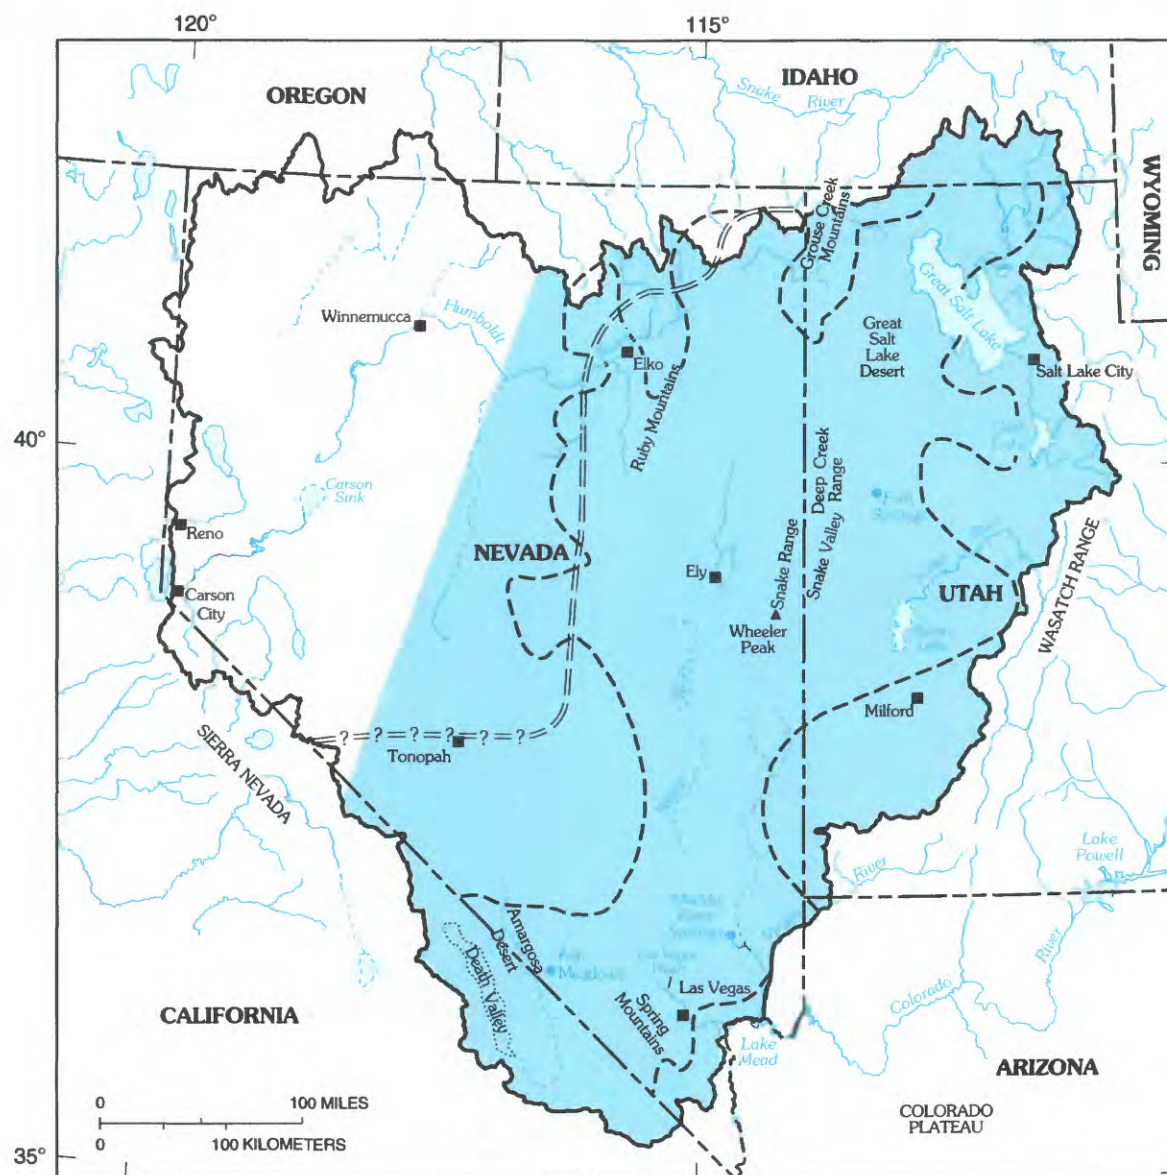 120°
115°
OREGON
IDAHO
Snake
River
WYOMING
Grouse Creek
Mountains
Great Salt Lake
Winnemucca
Humboldt
Great
Salt
Lake
Desert
Elko
Salt Lake City
Ruby Mountains
40°
Carson
Sink
Deep Creek
Range
Reno
NEVADA
Snake Range
Snake Valley
WASATCH RANGE
Ely
UTAH
Carson
City
Wheeler
Peak
Milford
? = ? = ? = ? = ?
Tonopah
SIERRA NEVADA
Lake
Powell
River
Amargosa
Desert
River
Death Valley
Meadows
Las Vegas
Colorado
CALIFORNIA
Spring
Mountains
Lake
Mead
ARIZONA
0 100 MILES
0 100 KILOMETERS
COLORADO
PLATEAU
35°